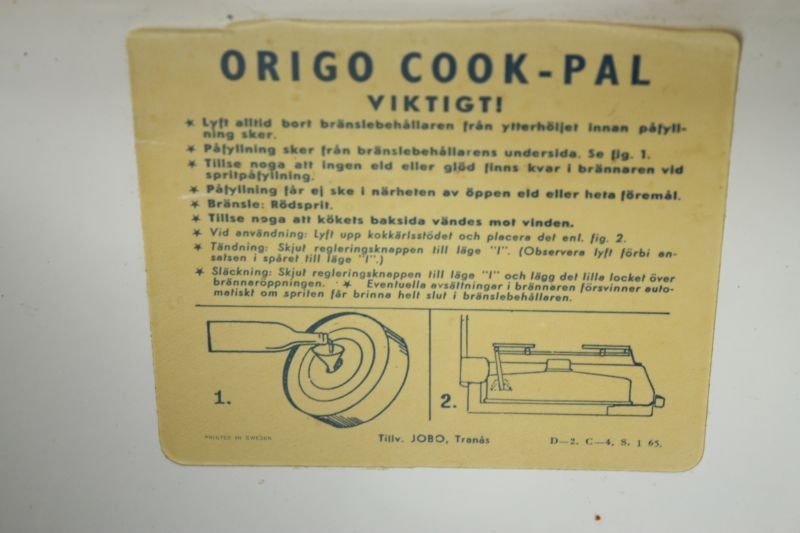 ORIGO COOK-PAL
VIKTIGT!
★ Lyft alltid bort bränslebehållaren från ytterhöljet innan påfyll-
ning sker.
★ Påfyllning sker från bränslebehållarens undersida. Se fig. 1.
★ Tillse noga att ingen eld eller glöd finns kvar i brännaren vid
spritpåfyllning.
★ Påfyllning får ej ske i närheten av öppen eld eller heta föremål.
★ Bränsle: Rödsprit.
★ Tillse noga att kökets baksida vändes mot vinden.
★ Vid användning: Lyft upp kokkärlsstödet och placera det enl. fig. 2.
★ Tändning: Skjut regleringsknappen till läge "I". (Observera lyft förbi an-
satsen i spåret till läge "I".)
★ Släckning: Skjut regleringsknappen till läge "I" och lägg det lilla locket över
brännaröppningen. ★ Eventuella avsättningar i brännaren försvinner auto-
matiskt om spriten får brinna helt slut i bränslebehållaren.
1.
2.
PRINTED IN SWEDEN
Tillv. JOBO, Tranås
D—2. C—4. S. 1 65.